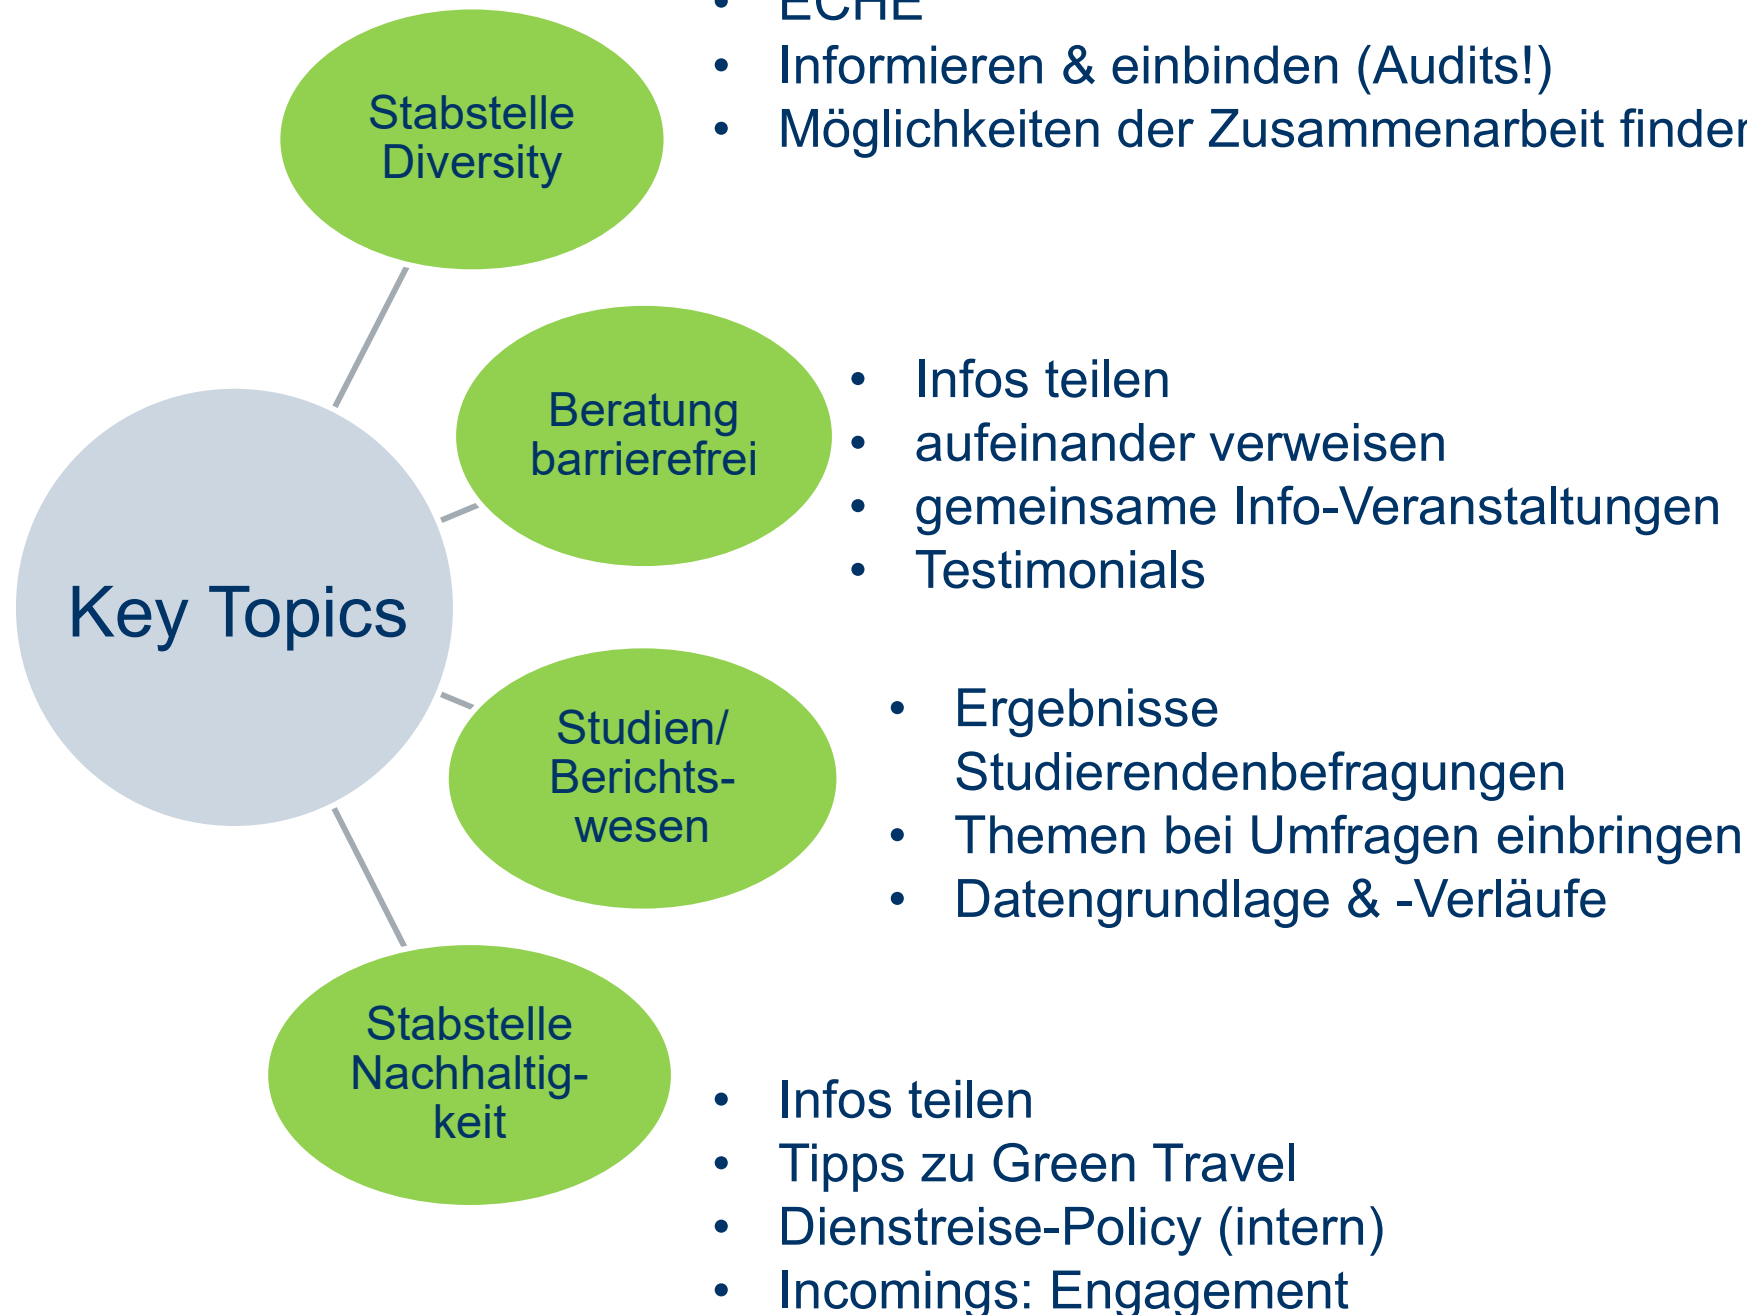 • ECHE
• Informieren & einbinden (Audits!)
• Möglichkeiten der Zusammenarbeit finden
Stabstelle
Diversity
Beratung
barrierefrei
• Infos teilen
• aufeinander verweisen
• gemeinsame Info-Veranstaltungen
• Testimonials
Key Topics
Studien/
Berichts-
wesen
• Ergebnisse
Studierendenbefragungen
• Themen bei Umfragen einbringen
• Datengrundlage & -Verläufe
Stabstelle
Nachhaltig-
keit
• Infos teilen
• Tipps zu Green Travel
• Dienstreise-Policy (intern)
• Incomings: Engagement